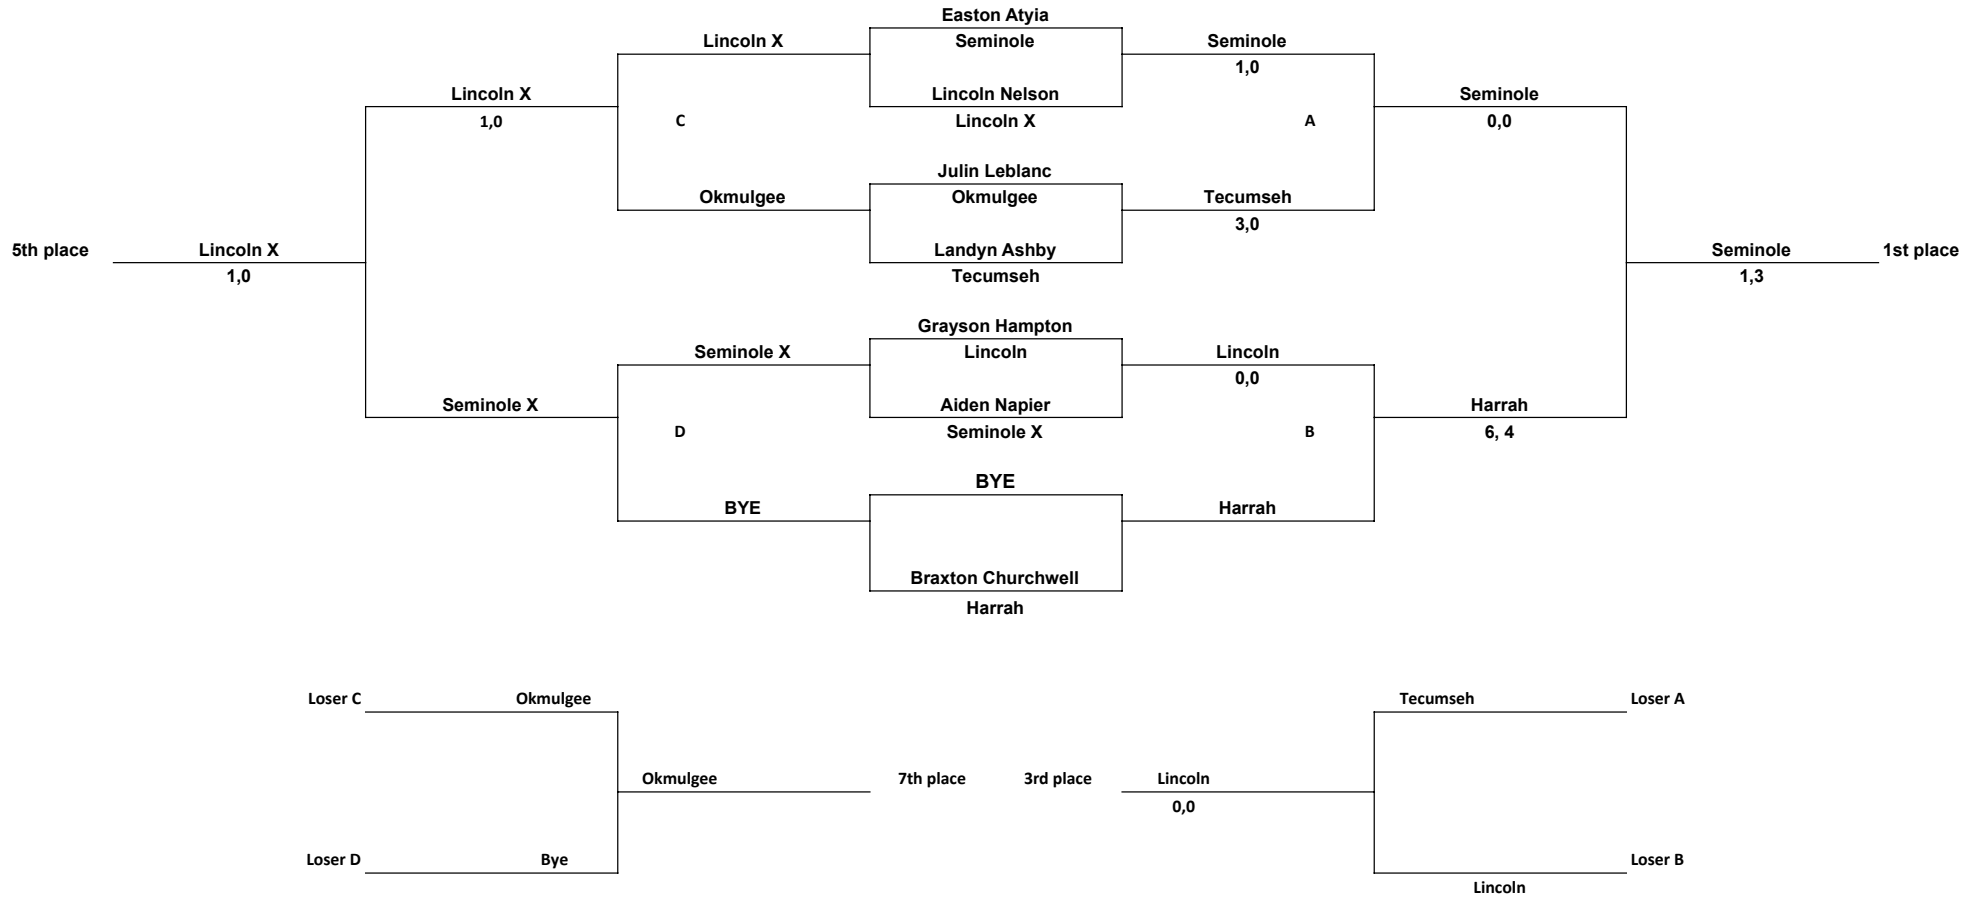 Easton Atyia
Lincoln X
Seminole
Seminole
1,0
Lincoln X
Lincoln Nelson
Seminole
1,0
C
Lincoln X
A
0,0
Julin Leblanc
Okmulgee
Okmulgee
Tecumseh
3,0
5th place
Lincoln X
Landyn Ashby
Seminole
1st place
1,0
Tecumseh
1,3
Grayson Hampton
Seminole X
Lincoln
Lincoln
0,0
Seminole X
Aiden Napier
Harrah
D
Seminole X
B
6, 4
BYE
BYE
Harrah
Braxton Churchwell
Harrah
Loser C
Okmulgee
Tecumseh
Loser A
Okmulgee
7th place
3rd place
Lincoln
0,0
Loser D
Bye
Loser B
Lincoln